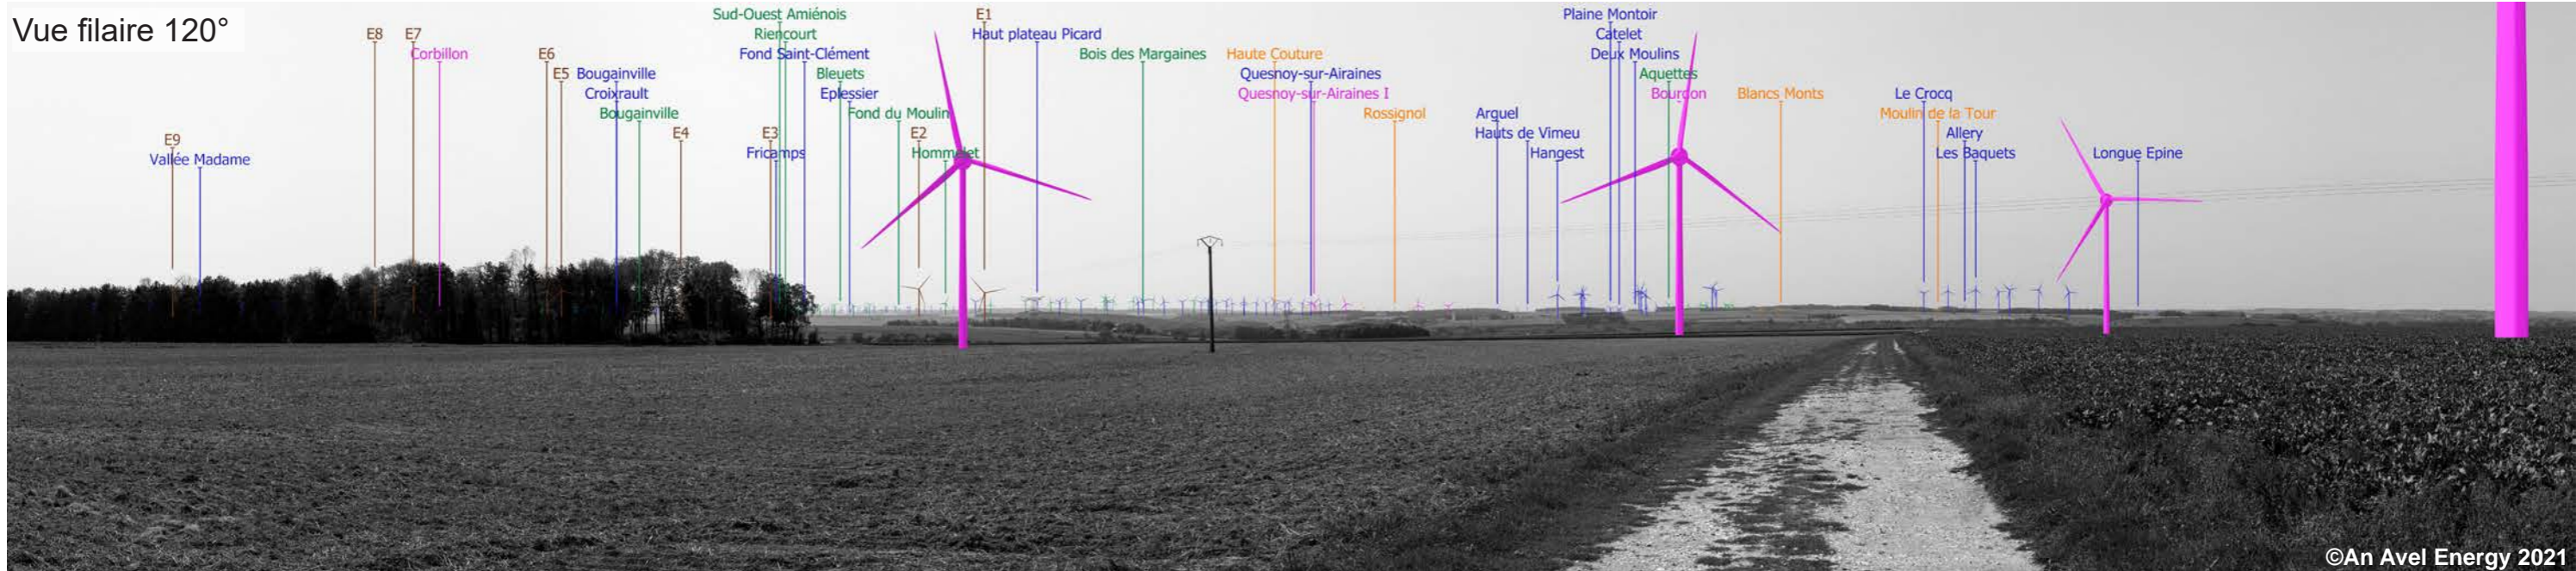 Vue filaire 120°
Sud-Ouest Amiénois
E1
Plaine Montoir
E8
E7
Riencourt
Haut plateau Picard
Catelet
Corbillon
E6
Fond Saint-Clément
Bois des Margaines
Haute Couture
Deux Moulins
E5
Bougainville
Bleuets
Quesnoy-sur-Airaines
Aquettes
Croixrault
Eplessier
Quesnoy-sur-Airaines I
Bourdon
Blancs Monts
Le Crocq
Bougainville
Fond du Moulin
Rossignol
Arguel
Moulin de la Tour
E9
E4
E3
E2
Hauts de Vimeu
Allery
Vallée Madame
Fricamps
Hommelet
Hangest
Les Baquets
Longue Epine
©An Avel Energy 2021